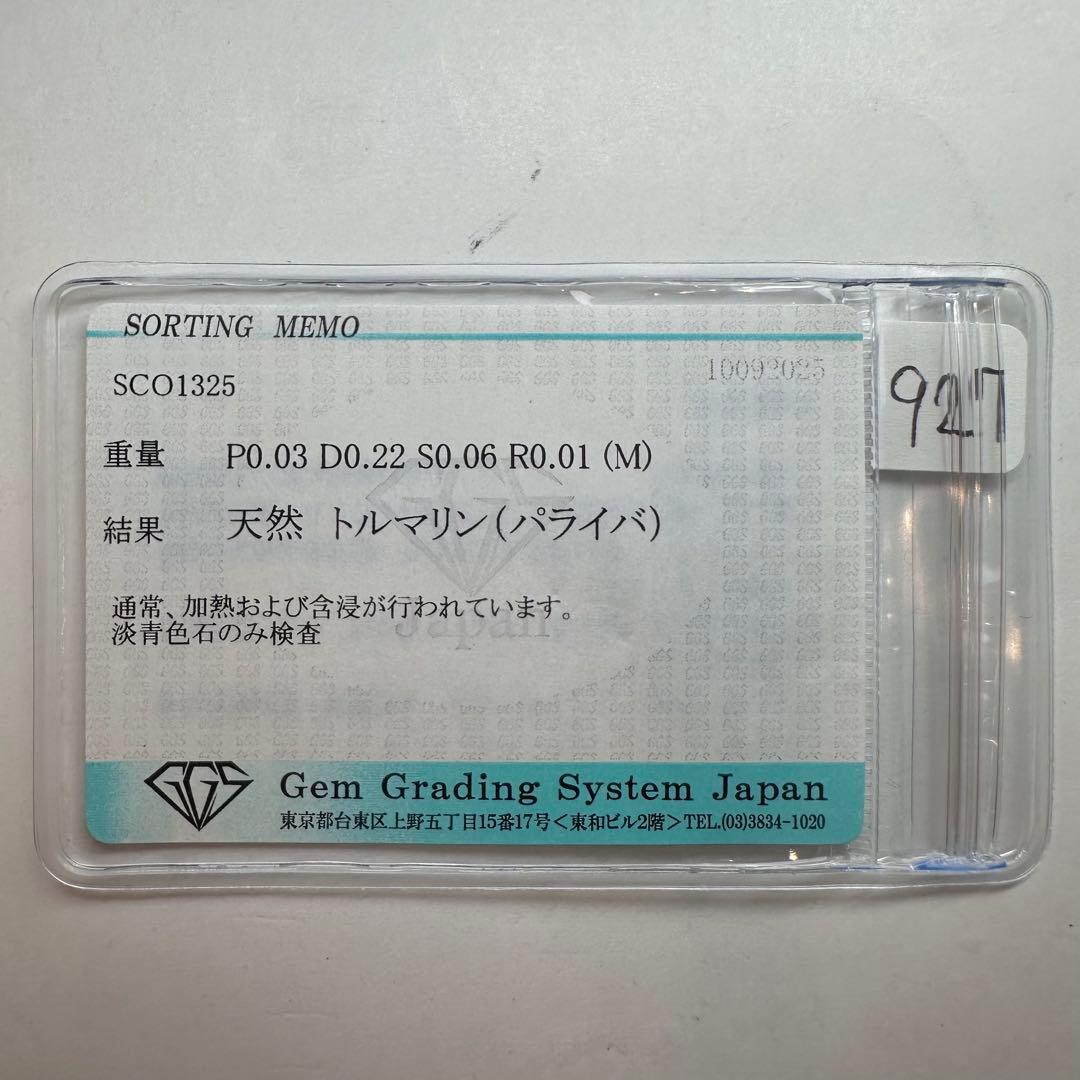 SORTING MEMO
10092025
SCO1325
927
重量 P0.03 D0.22 S0.06 R0.01 (M)
結果 天然 トルマリン(パライバ)
通常、加熱および含浸が行われています。
淡青色石のみ検査
GGS
Japan
GGS Gem Grading System Japan
東京都台東区上野五丁目15番17号<東和ビル2階>TEL.(03)3834-1020